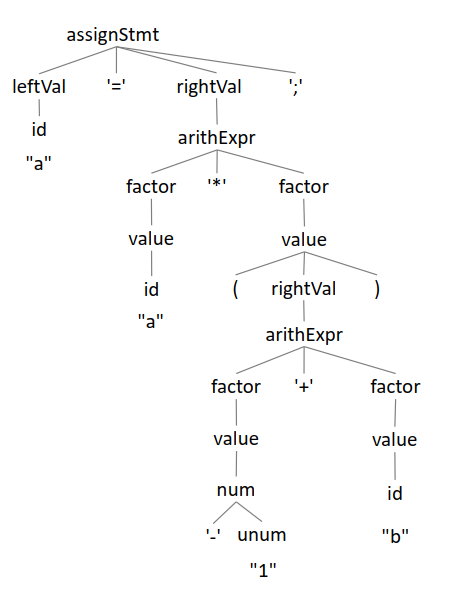 assignStmt
leftVal '=' rightVal ';'
id
"a"
arithExpr
factor '*' factor
value value
id ( rightVal )
"a"
arithExpr
factor '+' factor
value value
num id
'-' unum "b"
"1"